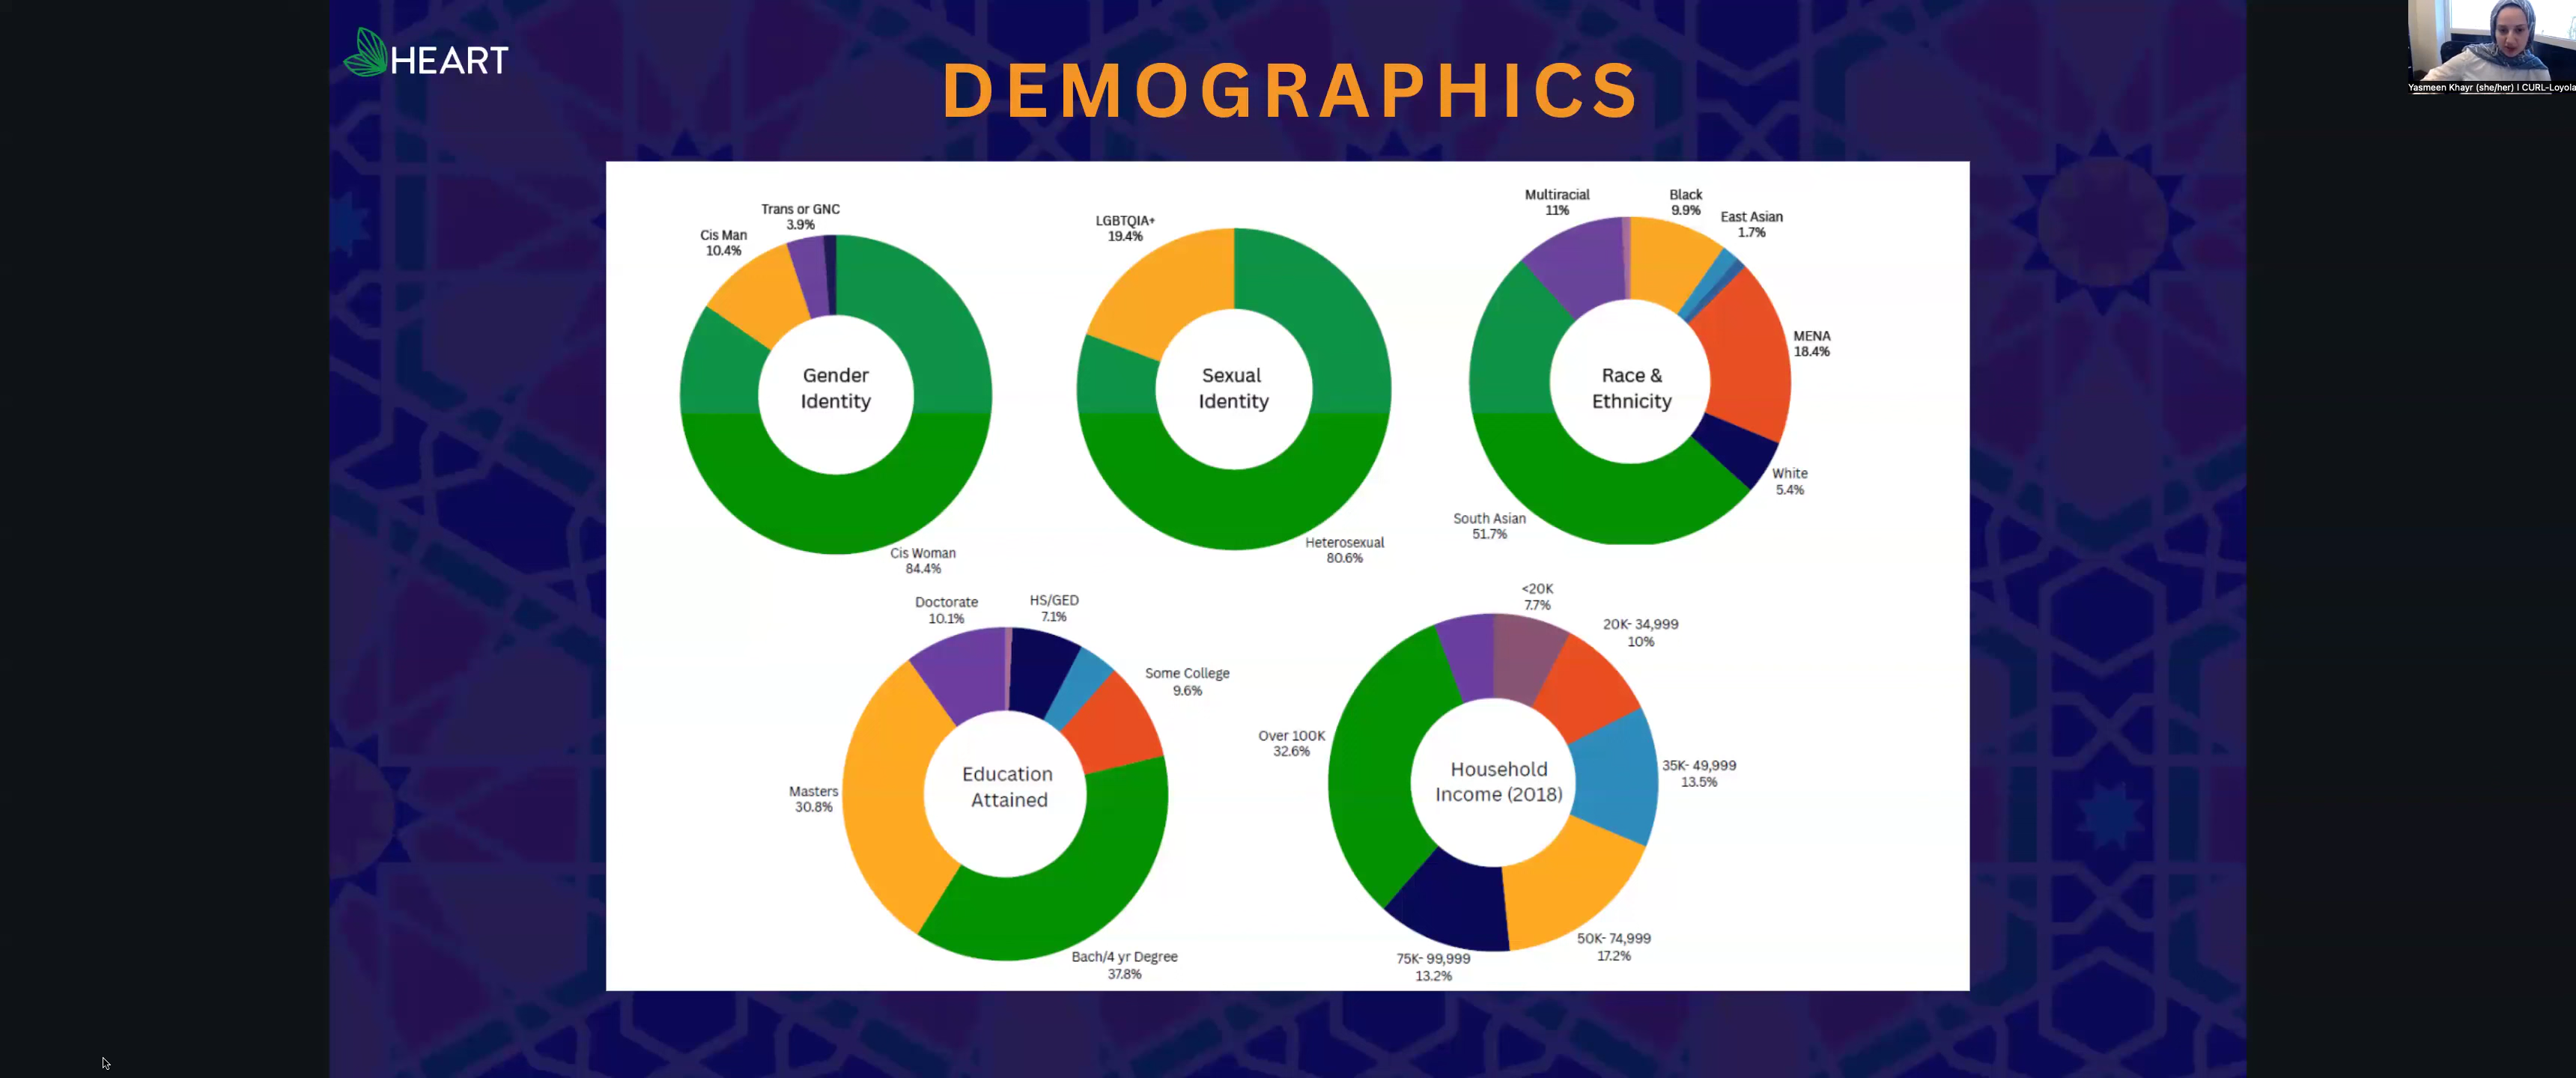 HEART
DEMOGRAPHICS
Yasmeen Khayr (she/her) I CURL-Loyola
Trans or GNC
3.9%
Cis Man
10.4%
Gender
Identity
Cis Woman
84.4%
LGBTQIA+
19.4%
Sexual
Identity
Heterosexual
80.6%
Multiracial
11%
Black
9.9%
East Asian
1.7%
MENA
18.4%
Race &
Ethnicity
White
5.4%
South Asian
51.7%
Doctorate
10.1%
HS/GED
7.1%
Some College
9.6%
Education
Attained
Masters
30.8%
Bach/4 yr Degree
37.8%
<20K
7.7%
20K- 34,999
10%
35K- 49,999
13.5%
Household
Income (2018)
Over 100K
32.6%
50K- 74,999
17.2%
75K- 99,999
13.2%